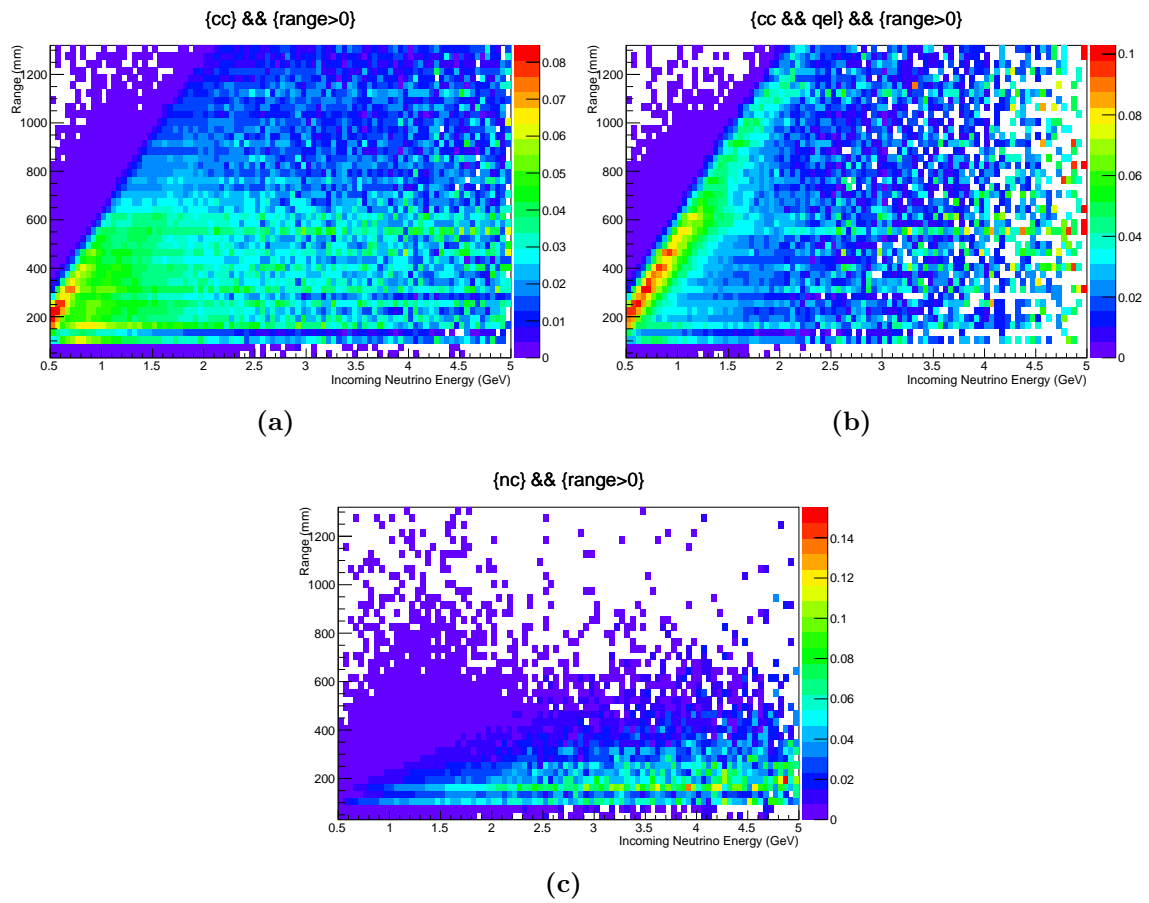 {cc} && {range>0}
Range (mm)
1200
1000
800
600
400
200
0.5 1 1.5 2 2.5 3 3.5 4 4.5 5
Incoming Neutrino Energy (GeV)
0.08
0.07
0.06
0.05
0.04
0.03
0.02
0.01
0
(a)
{cc && qel} && {range>0}
Range (mm)
1200
1000
800
600
400
200
0.5 1 1.5 2 2.5 3 3.5 4 4.5 5
Incoming Neutrino Energy (GeV)
0.1
0.08
0.06
0.04
0.02
0
(b)
{nc} && {range>0}
Range (mm)
1200
1000
800
600
400
200
0.5 1 1.5 2 2.5 3 3.5 4 4.5 5
Incoming Neutrino Energy (GeV)
0.14
0.12
0.1
0.08
0.06
0.04
0.02
0
(c)